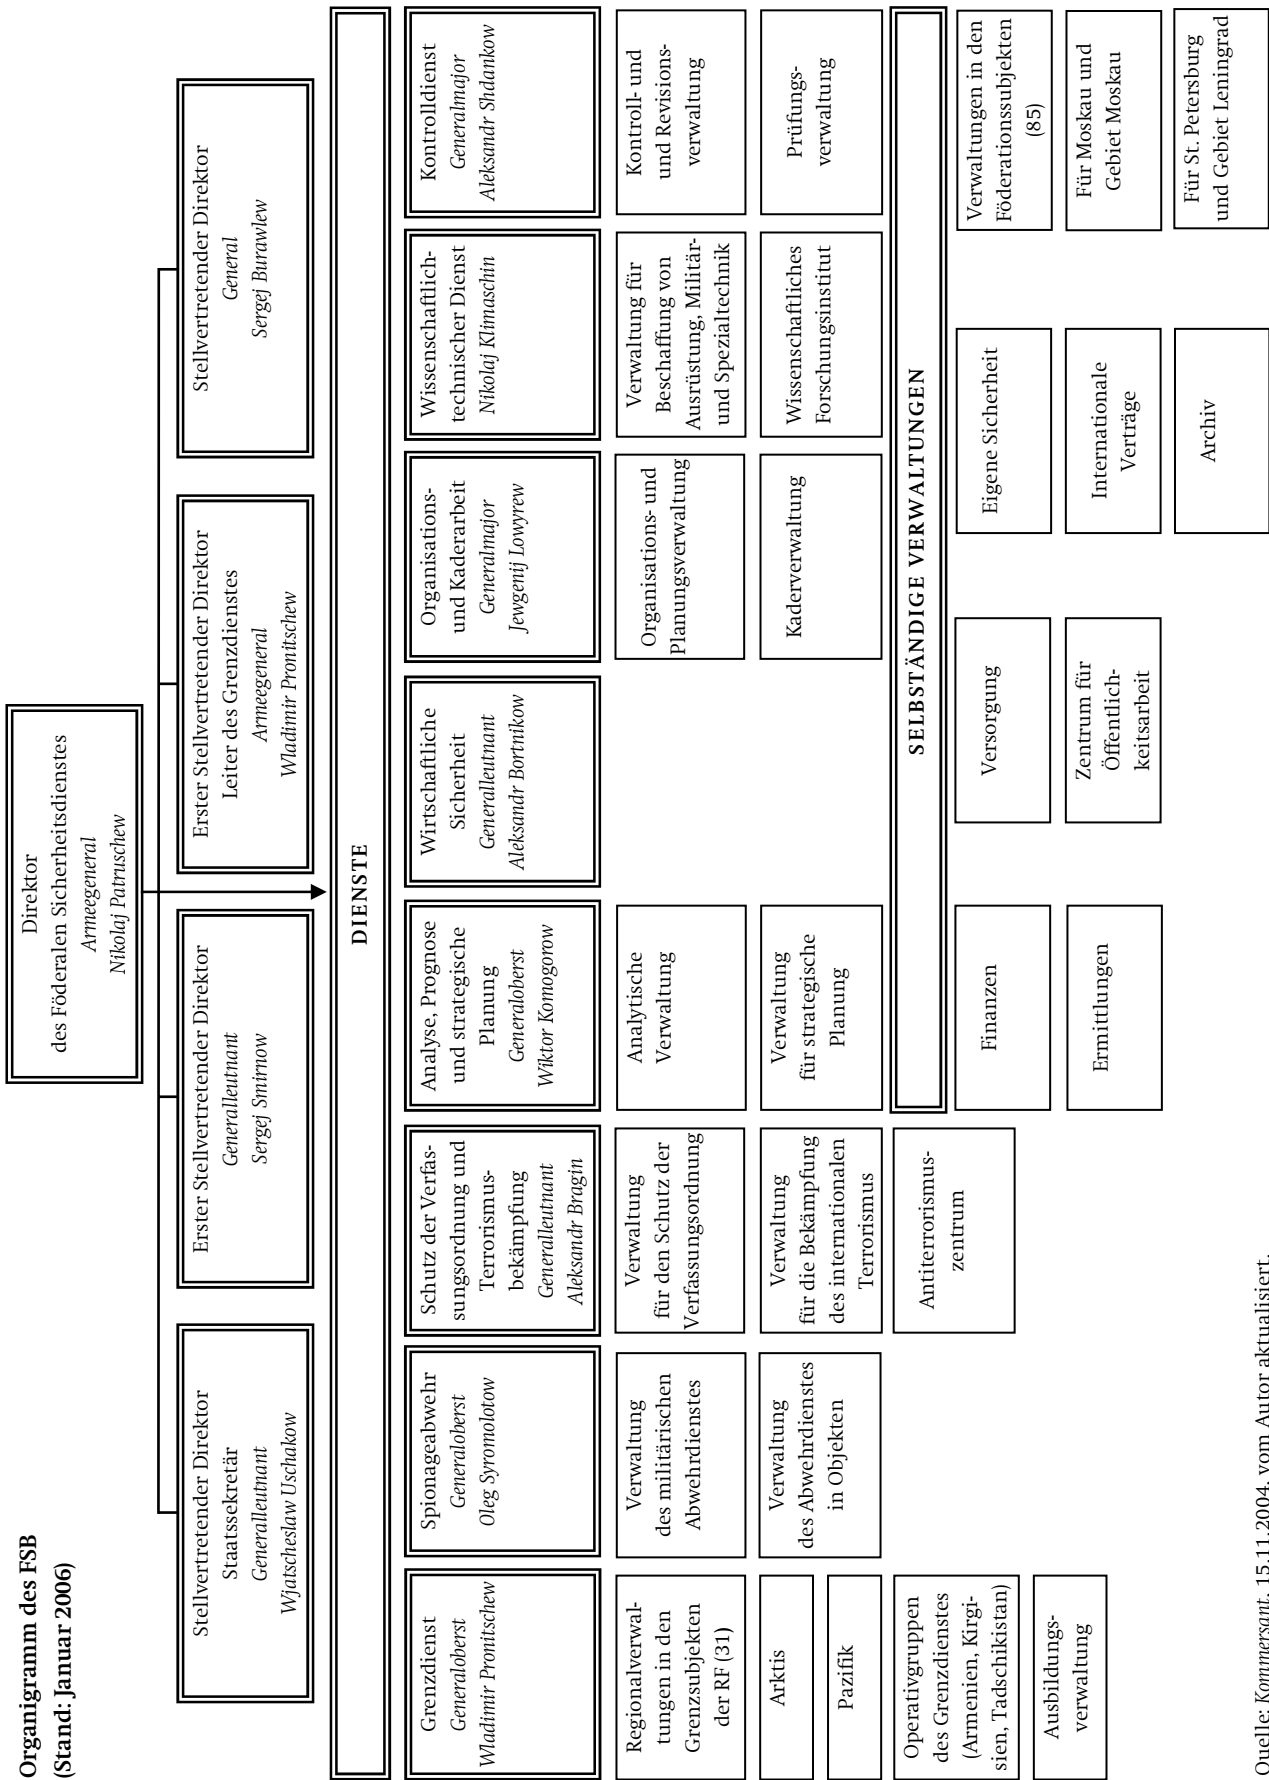 Organigramm des FSB
(Stand: Januar 2006)
Direktor
des Föderalen Sicherheitsdienstes
Armeegeneral
Nikolaj Patruschew
Stellvertretender Direktor
Staatssekretär
Generalleutnant
Wjatscheslaw Uschakow
Erster Stellvertretender Direktor
Generalleutnant
Sergej Smirnow
Erster Stellvertretender Direktor
Leiter des Grenzdienstes
Armeegeneral
Wladimir Pronitschew
Stellvertretender Direktor
General
Sergej Burawlew
DIENSTE
Grenzdienst
Generaloberst
Wladimir Pronitschew
Regionalverwal-
tungen in den
Grenzsubjekten
der RF (31)
Arktis
Pazifik
Operativgruppen
des Grenzdienstes
(Armenien, Kirgi-
sien, Tadschikistan)
Ausbildungs-
verwaltung
Spionageabwehr
Generaloberst
Oleg Syromolotow
Verwaltung
des militärischen
Abwehrdienstes
Verwaltung
des Abwehrdienstes
in Objekten
Schutz der Verfas-
sungsordnung und
Terrorismus-
bekämpfung
Generalleutnant
Aleksandr Bragin
Verwaltung
für den Schutz der
Verfassungsordnung
Verwaltung
für die Bekämpfung
des internationalen
Terrorismus
Antiterrorismus-
zentrum
Analyse, Prognose
und strategische
Planung
Generaloberst
Wiktor Komogorow
Analytische
Verwaltung
Verwaltung
für strategische
Planung
Wirtschaftliche
Sicherheit
Generalleutnant
Aleksandr Bortnikow
Organisations-
und Kaderarbeit
Generalmajor
Jewgenij Lowyrew
Organisations- und
Planungsverwaltung
Kaderverwaltung
Wissenschaftlich-
technischer Dienst
Nikolaj Klimaschin
Verwaltung für
Beschaffung von
Ausrüstung, Militär-
und Spezialtechnik
Wissenschaftliches
Forschungsinstitut
Kontrolldienst
Generalmajor
Aleksandr Shdankow
Kontroll- und
und Revisions-
verwaltung
Prüfungs-
verwaltung
SELBSTÄNDIGE VERWALTUNGEN
Finanzen
Ermittlungen
Versorgung
Zentrum für
Öffentlich-
keitsarbeit
Eigene Sicherheit
Internationale
Verträge
Archiv
Verwaltungen in den
Föderationssubjekten
(85)
Für Moskau und
Gebiet Moskau
Für St. Petersburg
und Gebiet Leningrad
Quelle: Kommersant, 15.11.2004, vom Autor aktualisiert.